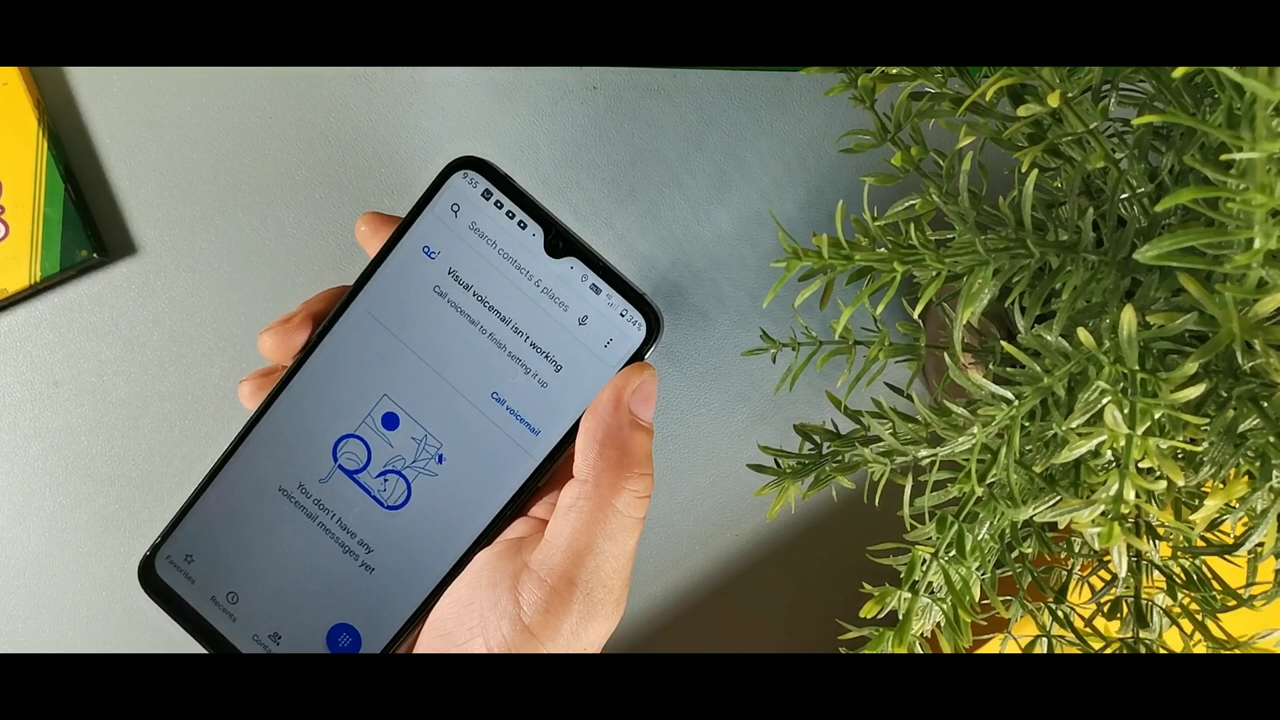 9:55
34%
Search contacts & places
Visual voicemail isn't working
Call voicemail to finish setting it up
Call voicemail
You don't have any
voicemail messages yet
Favorites
Recents